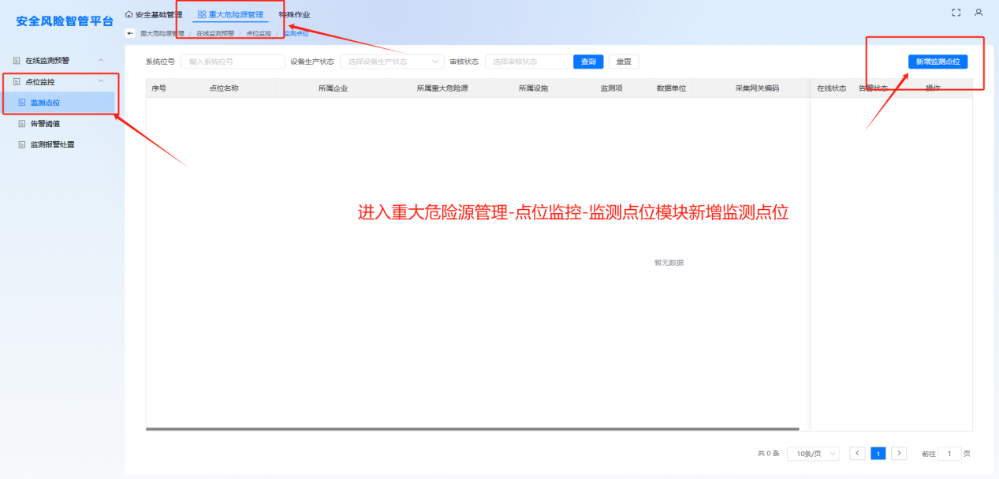 安全风险智管平台
安全基础管理 重大危险源管理 特殊作业
重大危险源管理 / 在线监测预警 / 点位监控 / 监测点位
在线监测预警
点位监控
监测点位
告警阈值
监测报警处置
系统位号 输入系统位号 设备生产状态 选择设备生产状态 审核状态 选择审核状态 查询 重置 新增监测点位
序号 点位名称 所属企业 所属重大危险源 所属设施 监测项 数据单位 采集网关编码 在线状态 告警状态 操作
进入重大危险源管理-点位监控-监测点位模块新增监测点位
暂无数据
共 0 条 10条/页 1 前往 1 页